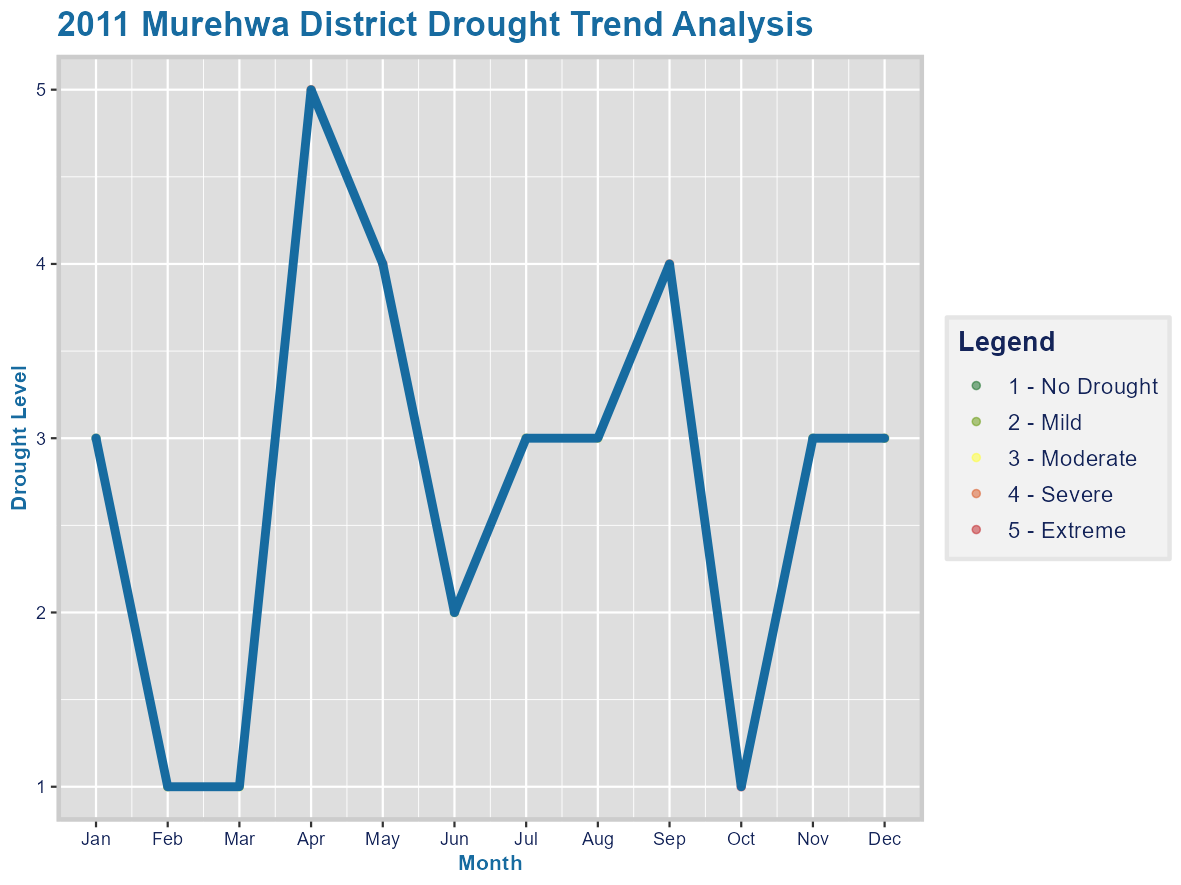 2011 Murehwa District Drought Trend Analysis
Drought Level
5
4
3
2
1
Jan Feb Mar Apr May Jun Jul Aug Sep Oct Nov Dec
Month
Legend
1 - No Drought
2 - Mild
3 - Moderate
4 - Severe
5 - Extreme